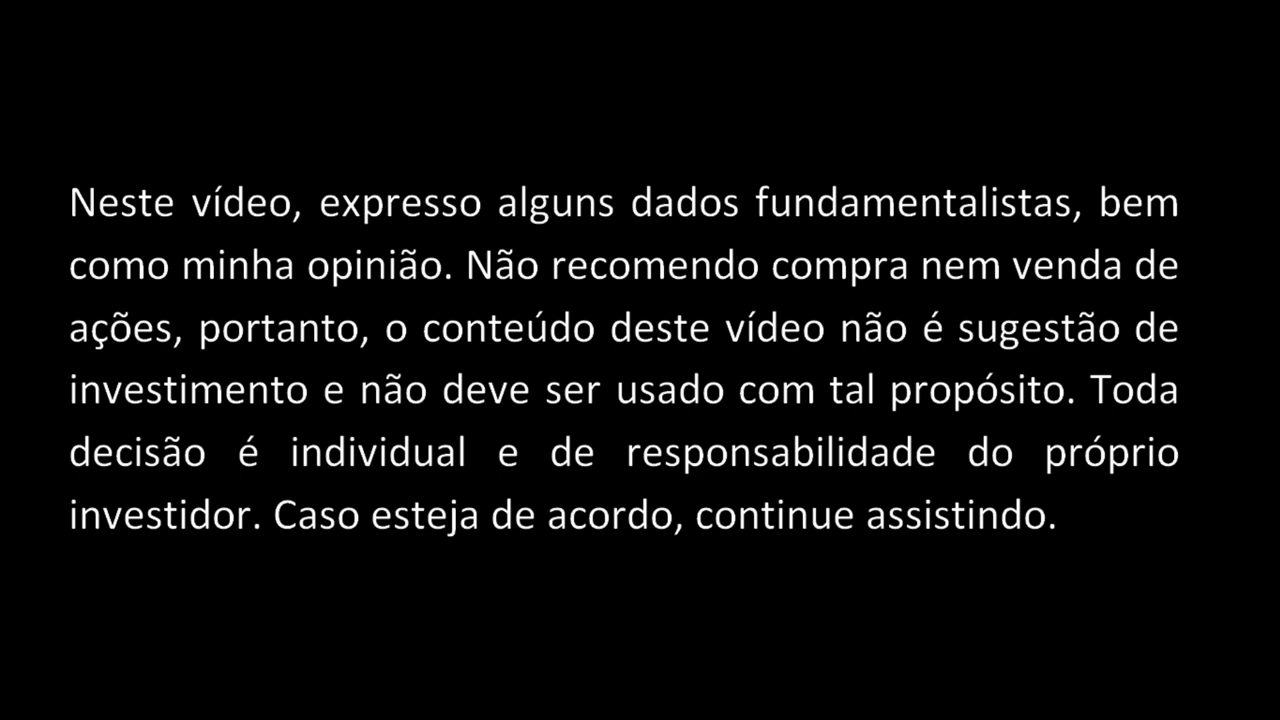 Neste vídeo, expresso alguns dados fundamentalistas, bem
como minha opinião. Não recomendo compra nem venda de
ações, portanto, o conteúdo deste vídeo não é sugestão de
investimento e não deve ser usado com tal propósito. Toda
decisão é individual e de responsabilidade do próprio
investidor. Caso esteja de acordo, continue assistindo.